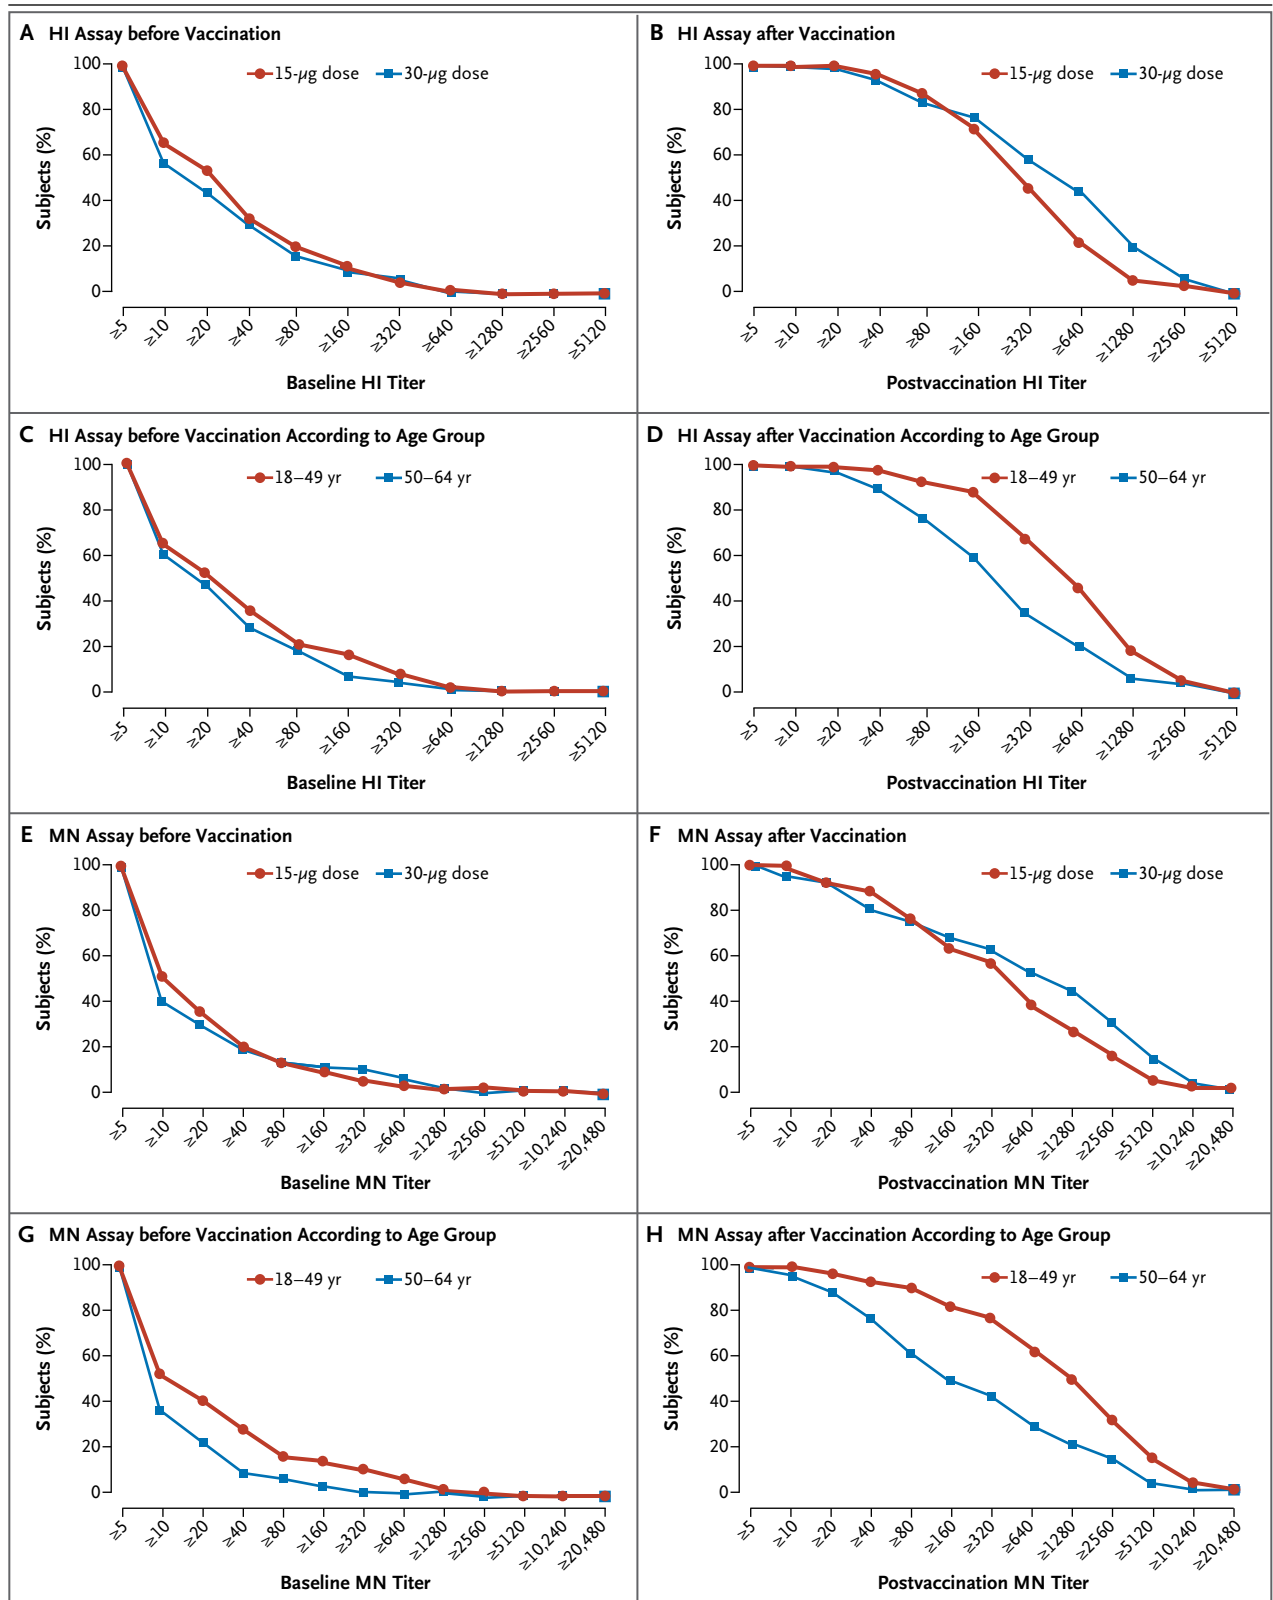 A HI Assay before Vaccination
15-µg dose 30-µg dose
Subjects (%)
100
80
60
40
20
0
≥5 ≥10 ≥20 ≥40 ≥80 ≥160 ≥320 ≥640 ≥1280 ≥2560 ≥5120
Baseline HI Titer
B HI Assay after Vaccination
15-µg dose 30-µg dose
Subjects (%)
100
80
60
40
20
0
≥5 ≥10 ≥20 ≥40 ≥80 ≥160 ≥320 ≥640 ≥1280 ≥2560 ≥5120
Postvaccination HI Titer
C HI Assay before Vaccination According to Age Group
18–49 yr 50–64 yr
Subjects (%)
100
80
60
40
20
0
≥5 ≥10 ≥20 ≥40 ≥80 ≥160 ≥320 ≥640 ≥1280 ≥2560 ≥5120
Baseline HI Titer
D HI Assay after Vaccination According to Age Group
18–49 yr 50–64 yr
Subjects (%)
100
80
60
40
20
0
≥5 ≥10 ≥20 ≥40 ≥80 ≥160 ≥320 ≥640 ≥1280 ≥2560 ≥5120
Postvaccination HI Titer
E MN Assay before Vaccination
15-µg dose 30-µg dose
Subjects (%)
100
80
60
40
20
0
≥5 ≥10 ≥20 ≥40 ≥80 ≥160 ≥320 ≥640 ≥1280 ≥2560 ≥5120 ≥10,240 ≥20,480
Baseline MN Titer
F MN Assay after Vaccination
15-µg dose 30-µg dose
Subjects (%)
100
80
60
40
20
0
≥5 ≥10 ≥20 ≥40 ≥80 ≥160 ≥320 ≥640 ≥1280 ≥2560 ≥5120 ≥10,240 ≥20,480
Postvaccination MN Titer
G MN Assay before Vaccination According to Age Group
18–49 yr 50–64 yr
Subjects (%)
100
80
60
40
20
0
≥5 ≥10 ≥20 ≥40 ≥80 ≥160 ≥320 ≥640 ≥1280 ≥2560 ≥5120 ≥10,240 ≥20,480
Baseline MN Titer
H MN Assay after Vaccination According to Age Group
18–49 yr 50–64 yr
Subjects (%)
100
80
60
40
20
0
≥5 ≥10 ≥20 ≥40 ≥80 ≥160 ≥320 ≥640 ≥1280 ≥2560 ≥5120 ≥10,240 ≥20,480
Postvaccination MN Titer